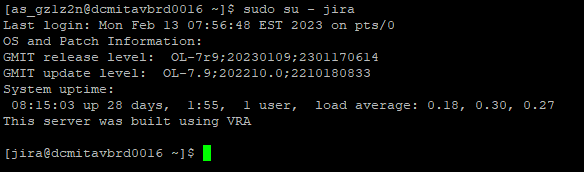 [as_gz1z2n@dcmitavbrd0016 ~]$ sudo su - jira
Last login: Mon Feb 13 07:56:48 EST 2023 on pts/0
OS and Patch Information:
GMIT release level:  OL-7r9;20230109;2301170614
GMIT update level:  OL-7.9;202210.0;2210180833
System uptime:
 08:15:03 up 28 days,  1:55,  1 user,  load average: 0.18, 0.30, 0.27
This server was built using VRA
[jira@dcmitavbrd0016 ~]$